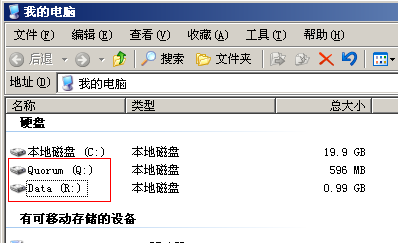 我的电脑
文件(F) 编辑(E) 查看(V) 收藏(A) 工具(T) 帮助(H)
后退 搜索 文件夹
地址(D) 我的电脑
名称 类型 总大小
硬盘
本地磁盘 (C:) 本地磁盘 19.9 GB
Quorum (Q:) 本地磁盘 596 MB
Data (R:) 本地磁盘 0.99 GB
有可移动存储的设备